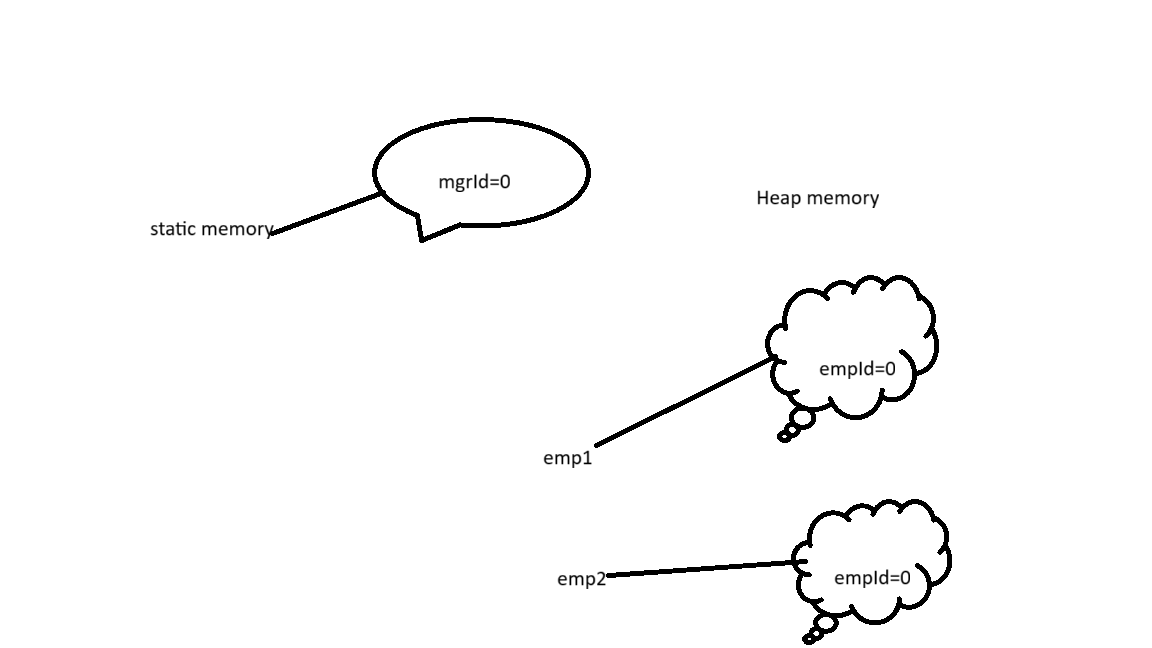 mgrId=0
static memory
Heap memory
empId=0
emp1
empId=0
emp2